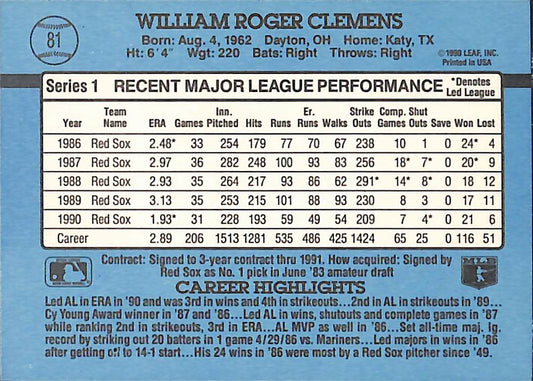 81
WILLIAM ROGER CLEMENS
Born: Aug. 4, 1962 Dayton, OH Home: Katy, TX
Ht: 6'4" Wgt: 220 Bats: Right Throws: Right
©1990 LEAF, INC.
Printed in USA
Series 1 RECENT MAJOR LEAGUE PERFORMANCE *Denotes Led League
Year Team Name ERA Games Inn. Pitched Hits Runs Er. Runs Walks Strike Outs Comp. Games Shut Outs Save Won Lost
1986 Red Sox 2.48* 33 254 179 77 70 67 238 10 1 0 24* 4
1987 Red Sox 2.97 36 282 248 100 93 83 256 18* 7* 0 20* 9
1988 Red Sox 2.93 35 264 217 93 86 62 291* 14* 8* 0 18 12
1989 Red Sox 3.13 35 253 215 101 88 93 230 8 3 0 17 11
1990 Red Sox 1.93* 31 228 193 59 49 54 209 7 4* 0 21 6
Career 2.89 206 1513 1281 535 486 425 1424 65 25 0 116 51
Contract: Signed to 3-year contract thru 1991. How acquired: Signed by
Red Sox as No. 1 pick in June '83 amateur draft
CAREER HIGHLIGHTS
Led AL in ERA in '90 and was 3rd in wins and 4th in strikeouts...2nd in AL in strikeouts in '89...
Cy Young Award winner in '87 and '86...Led AL in wins, shutouts and complete games in '87
while ranking 2nd in strikeouts, 3rd in ERA...AL MVP as well in '86...Set all-time maj. lg.
record by striking out 20 batters in 1 game 4/29/86 vs. Mariners...Led majors in wins in '86
after getting off to 14-1 start...His 24 wins in '86 were most by a Red Sox pitcher since '49.